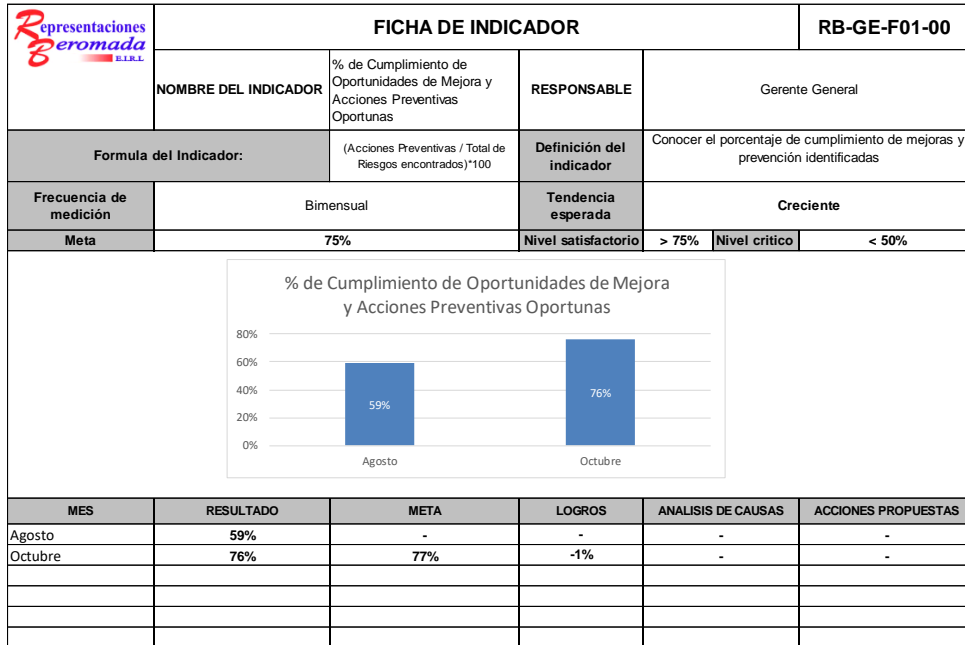 Representaciones
Beromada
E.I.R.L
FICHA DE INDICADOR
RB-GE-F01-00
NOMBRE DEL INDICADOR
% de Cumplimiento de
Oportunidades de Mejora y
Acciones Preventivas
Oportunas
RESPONSABLE
Gerente General
Formula del Indicador:
(Acciones Preventivas / Total de
Riesgos encontrados)*100
Definición del
indicador
Conocer el porcentaje de cumplimiento de mejoras y
prevención identificadas
Frecuencia de
medición
Bimensual
Tendencia
esperada
Creciente
Meta
75%
Nivel satisfactorio
> 75%
Nivel critico
< 50%
% de Cumplimiento de Oportunidades de Mejora
y Acciones Preventivas Oportunas
80%
60%
40%
20%
0%
59%
76%
Agosto
Octubre
MES RESULTADO META LOGROS ANALISIS DE CAUSAS ACCIONES PROPUESTAS
Agosto 59% - - - -
Octubre 76% 77% -1% - -